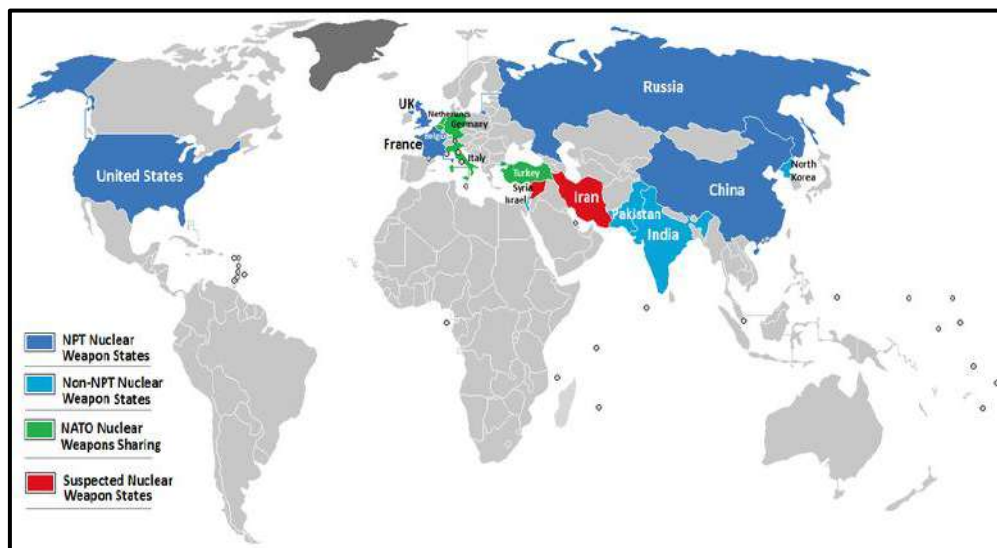 Russia
UK
Netherlands
Germany
Belgium
France
Italy
United States
Turkey
Syria
Israel
Iran
Pakistan
India
China
North
Korea
NPT Nuclear
Weapon States
Non-NPT Nuclear
Weapon States
NATO Nuclear
Weapons Sharing
Suspected Nuclear
Weapon States